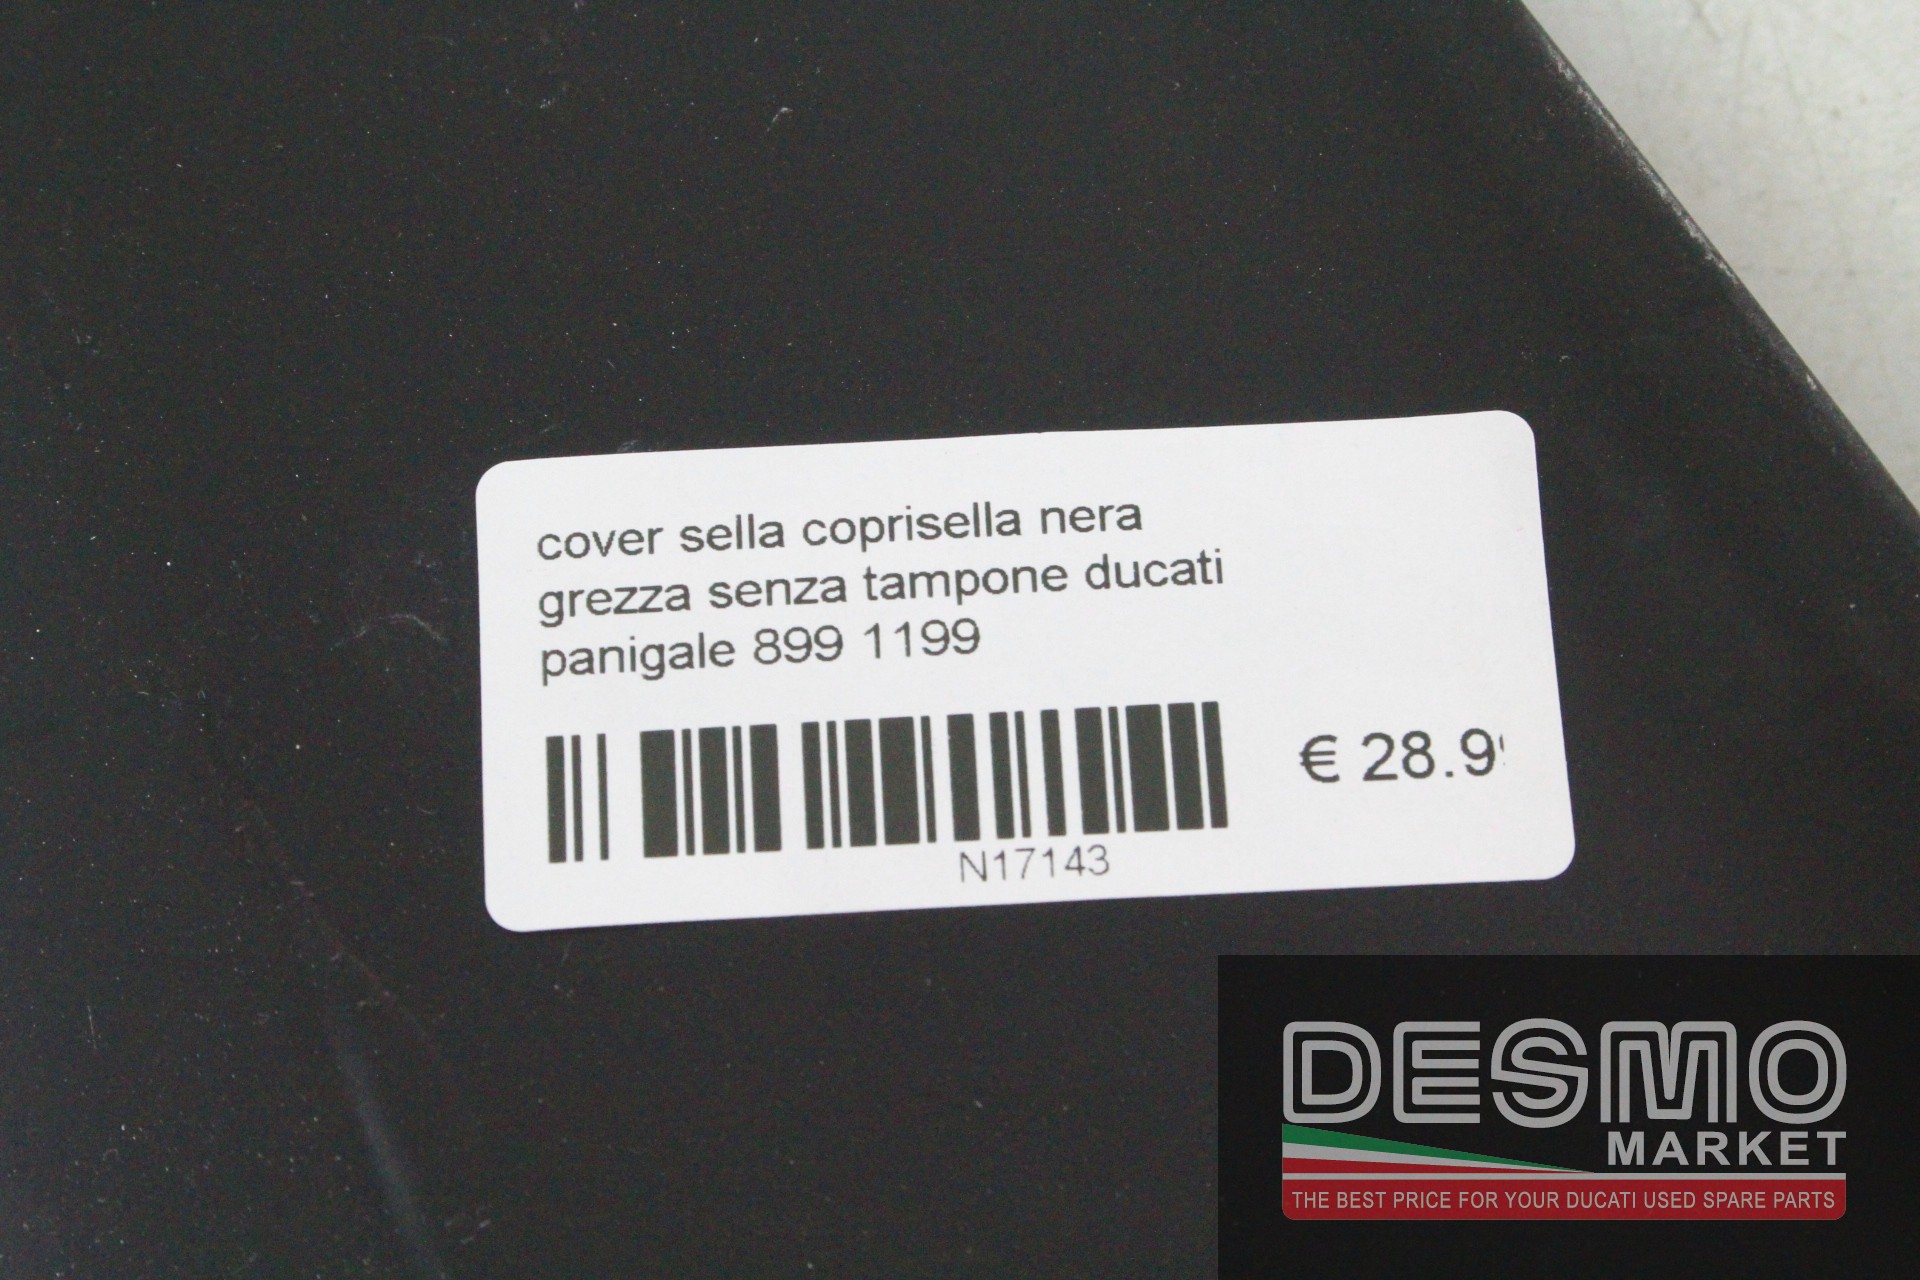 cover sella coprisella nera
grezza senza tampone ducati
panigale 899 1199
€ 28.9
N17143
DESMO
MARKET
THE BEST PRICE FOR YOUR DUCATI USED SPARE PARTS